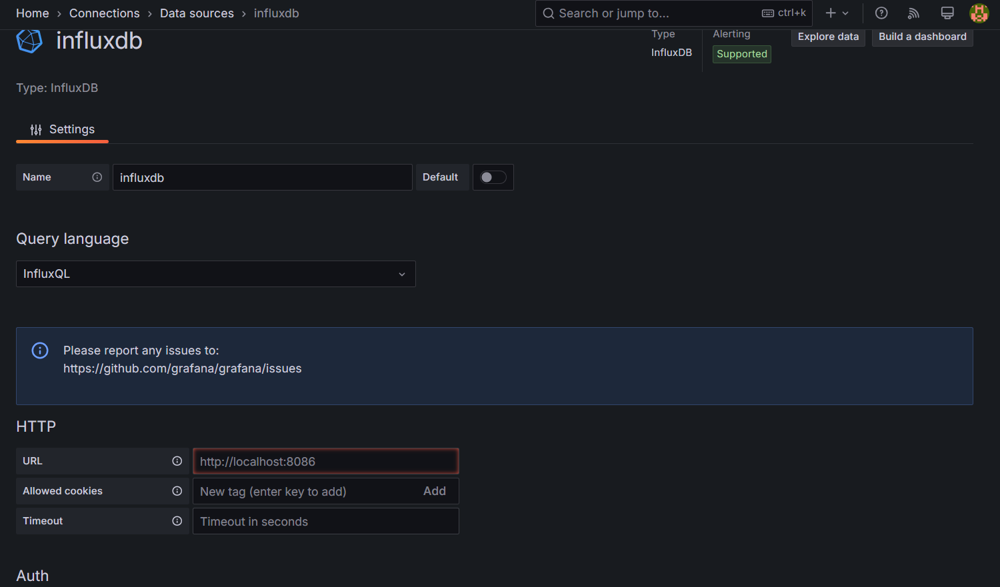 Home › Connections › Data sources › influxdb
Search or jump to...
ctrl+k
influxdb
Type
InfluxDB
Alerting
Supported
Explore data
Build a dashboard
Type: InfluxDB
Settings
Name
influxdb
Default
Query language
InfluxQL
Please report any issues to:
https://github.com/grafana/grafana/issues
HTTP
URL
http://localhost:8086
Allowed cookies
New tag (enter key to add)
Add
Timeout
Timeout in seconds
Auth